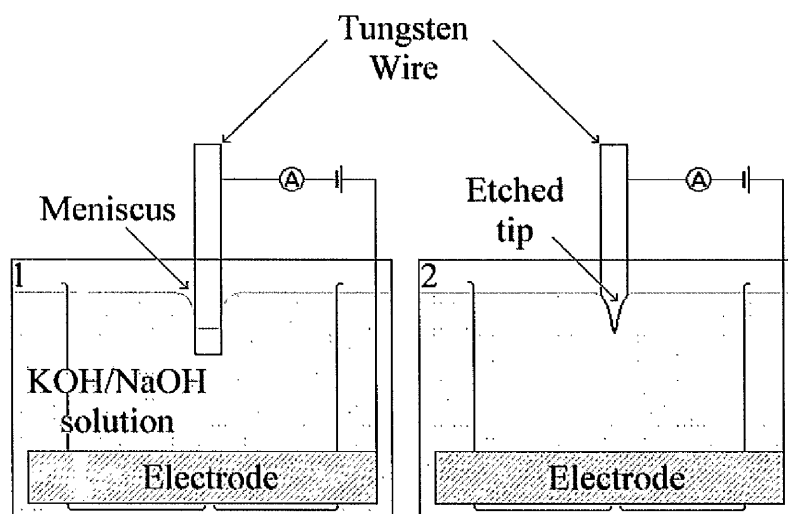 Tungsten
Wire
A
A
Meniscus
Etched
tip
1
2
KOH/NaOH
solution
Electrode
Electrode